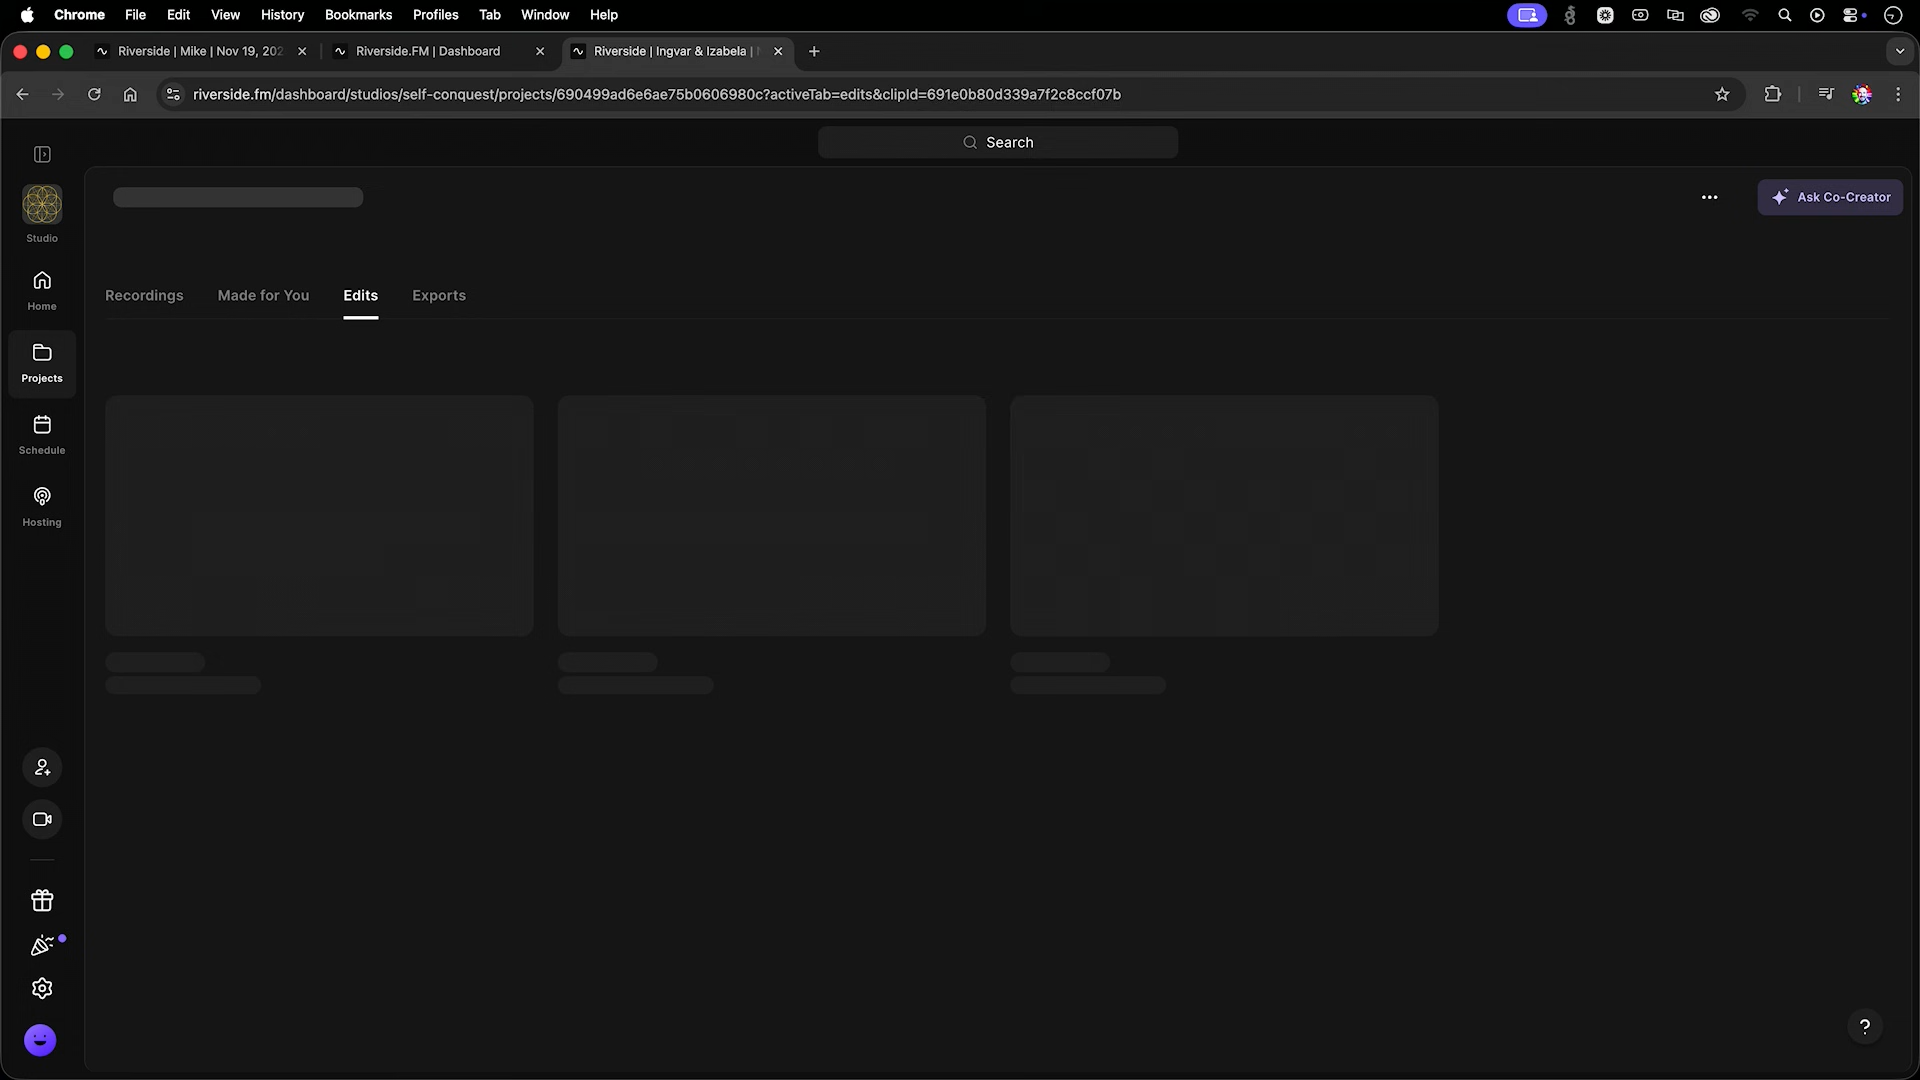 Chrome File Edit View History Bookmarks Profiles Tab Window Help
Riverside | Mike | Nov 19, 202
Riverside.FM | Dashboard
Riverside | Ingvar & Izabela |
riverside.fm/dashboard/studios/self-conquest/projects/690499ad6e6ae75b0606980c?activeTab=edits&clipId=691e0b80d339a7f2c8ccf07b
Search
Ask Co-Creator
Studio
Recordings Made for You Edits Exports
Home
Projects
Schedule
Hosting
?